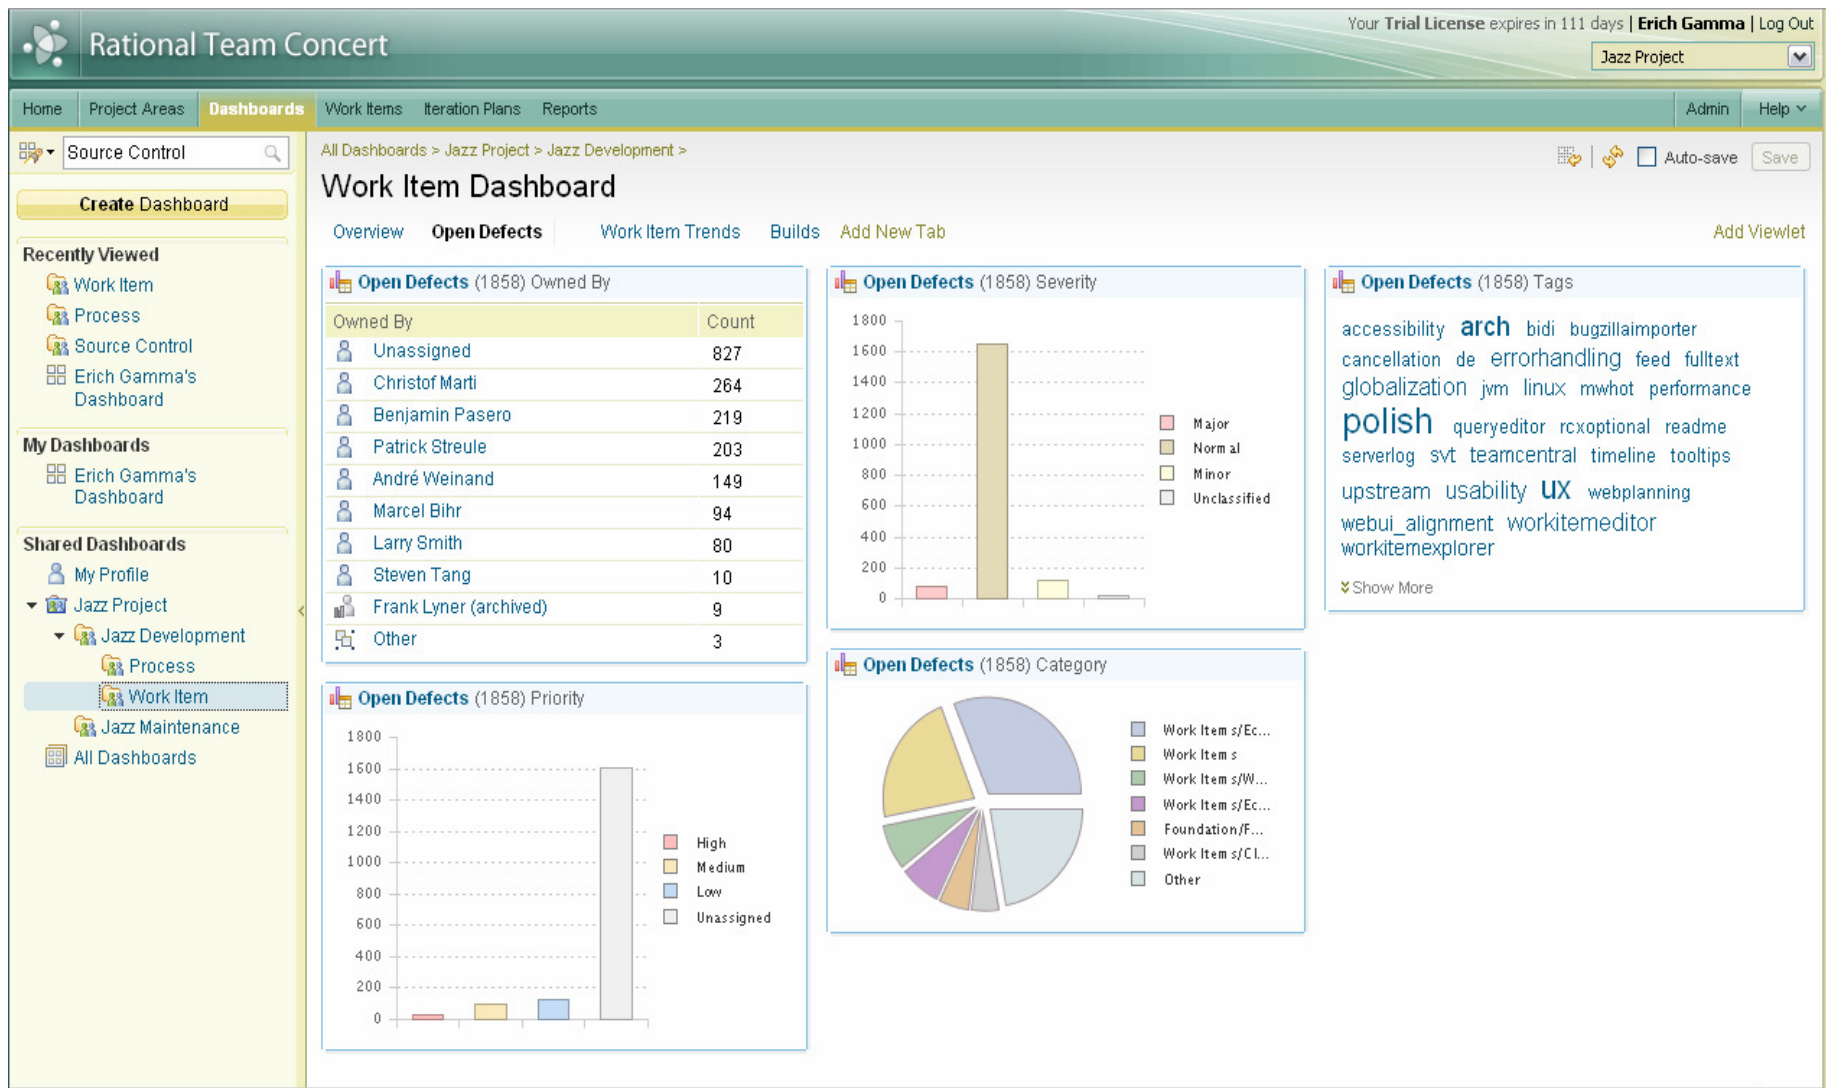 Your Trial License expires in 111 days | Erich Gamma | Log Out
Rational Team Concert
Jazz Project
Home Project Areas Dashboards Work Items Iteration Plans Reports Admin Help
Source Control
Create Dashboard
Recently Viewed
Work Item
Process
Source Control
Erich Gamma's
Dashboard
My Dashboards
Erich Gamma's
Dashboard
Shared Dashboards
My Profile
Jazz Project
Jazz Development
Process
Work Item
Jazz Maintenance
All Dashboards
All Dashboards > Jazz Project > Jazz Development >
Auto-save Save
Work Item Dashboard
Overview Open Defects Work Item Trends Builds Add New Tab Add Viewlet
Open Defects (1858) Owned By
Owned By Count
Unassigned 827
Christof Marti 264
Benjamin Pasero 219
Patrick Streule 203
André Weinand 149
Marcel Bihr 94
Larry Smith 80
Steven Tang 10
Frank Lyner (archived) 9
Other 3
Open Defects (1858) Priority
1800
1600
1400
1200
1000
800
600
400
200
0
High
Medium
Low
Unassigned
Open Defects (1858) Severity
1800
1600
1400
1200
1000
800
600
400
200
0
Major
Normal
Minor
Unclassified
Open Defects (1858) Category
Work Items/Ec...
Work Items
Work Items/W...
Work Items/Ec...
Foundation/F...
Work Items/Cl...
Other
Open Defects (1858) Tags
accessibility arch bidi bugzillaimporter
cancellation de errorhandling feed fulltext
globalization jvm linux mwhot performance
polish queryeditor rcxoptional readme
serverlog svt teamcentral timeline tooltips
upstream usability ux webplanning
webui_alignment workitemeditor
workitemexplorer
Show More